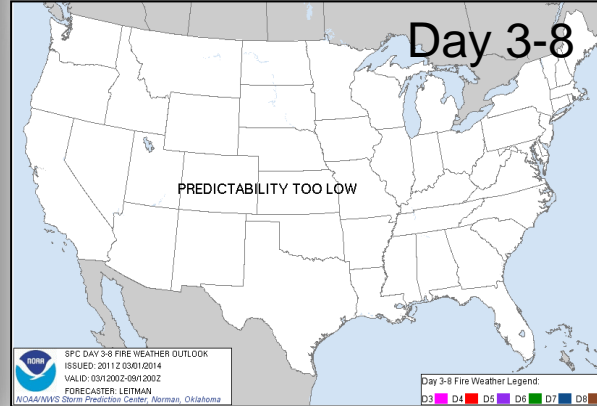 Day 3-8
PREDICTABILITY TOO LOW
NOAA
SPC DAY 3-8 FIRE WEATHER OUTLOOK
ISSUED: 2011Z 03/01/2014
VALID: 03/1200Z-09/1200Z
FORECASTER: LEITMAN
NOAA/NWS Storm Prediction Center, Norman, Oklahoma
Day 3-8 Fire Weather Legend:
D3 D4 D5 D6 D7 D8